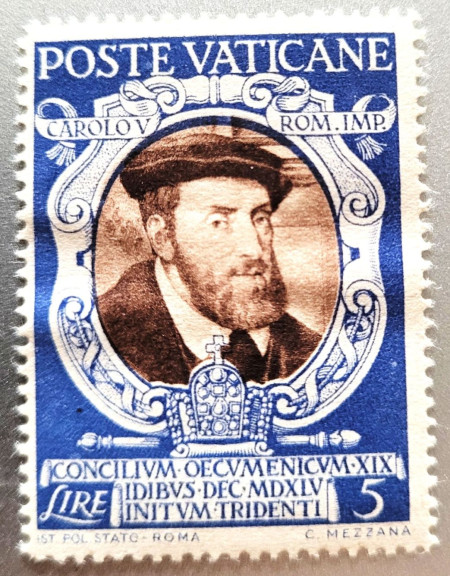 POSTE VATICANE
CAROLO V ROM. IMP.
CONCILIVM·OECVMENICVM·XIX
IDIBVS·DEC·MDXLV
LIRE INITVM·TRIDENTI 5
IST. POL. STATO-ROMA C. MEZZANA